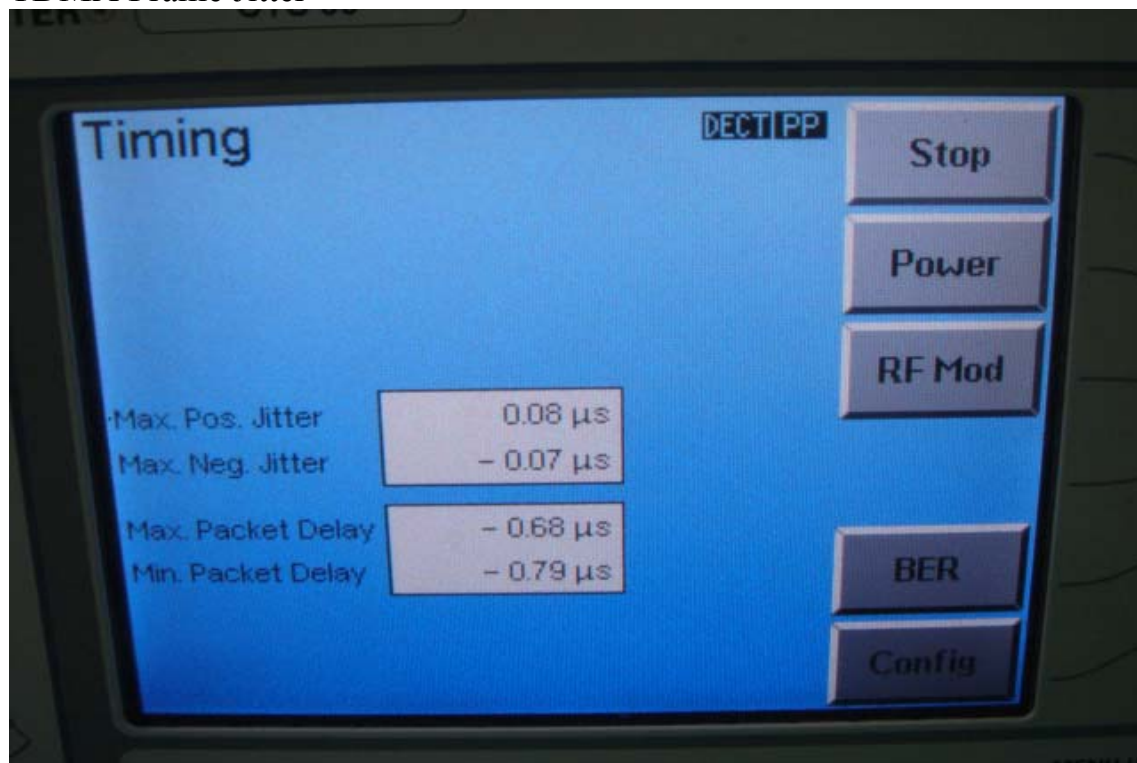 Timing
DECT PP
Stop
Power
RF Mod
Max. Pos. Jitter 0.08 µs
Max. Neg. Jitter - 0.07 µs
Max. Packet Delay - 0.68 µs
Min. Packet Delay - 0.79 µs
BER
Config